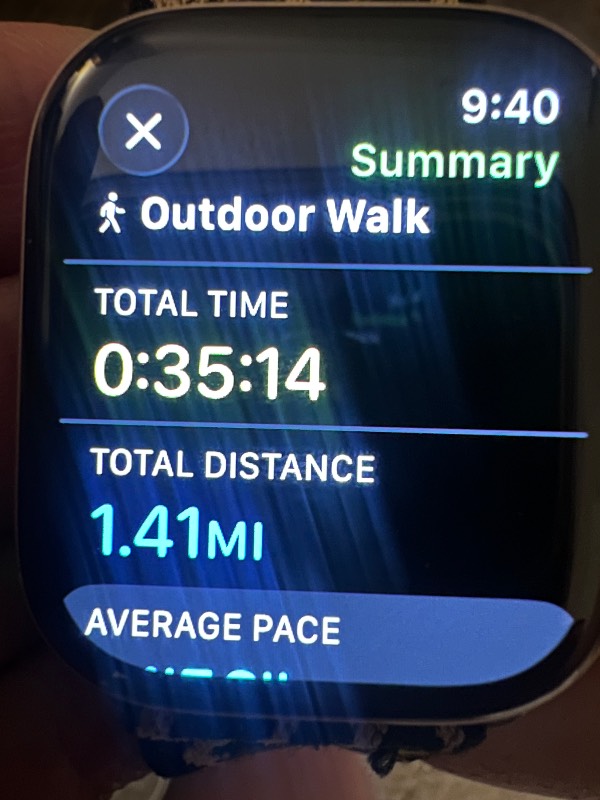 9:40
Summary
Outdoor Walk
TOTAL TIME
0:35:14
TOTAL DISTANCE
1.41MI
AVERAGE PACE